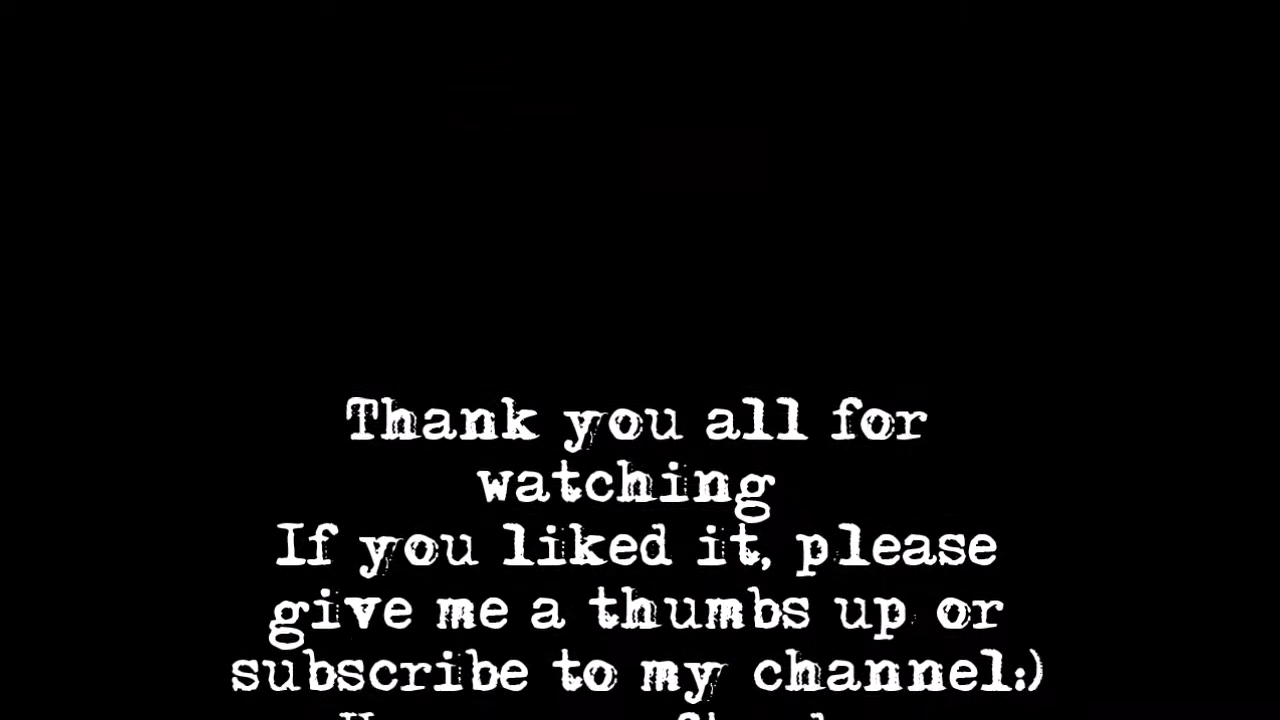 Thank you all for
watching
If you liked it, please
give me a thumbs up or
subscribe to my channel:)